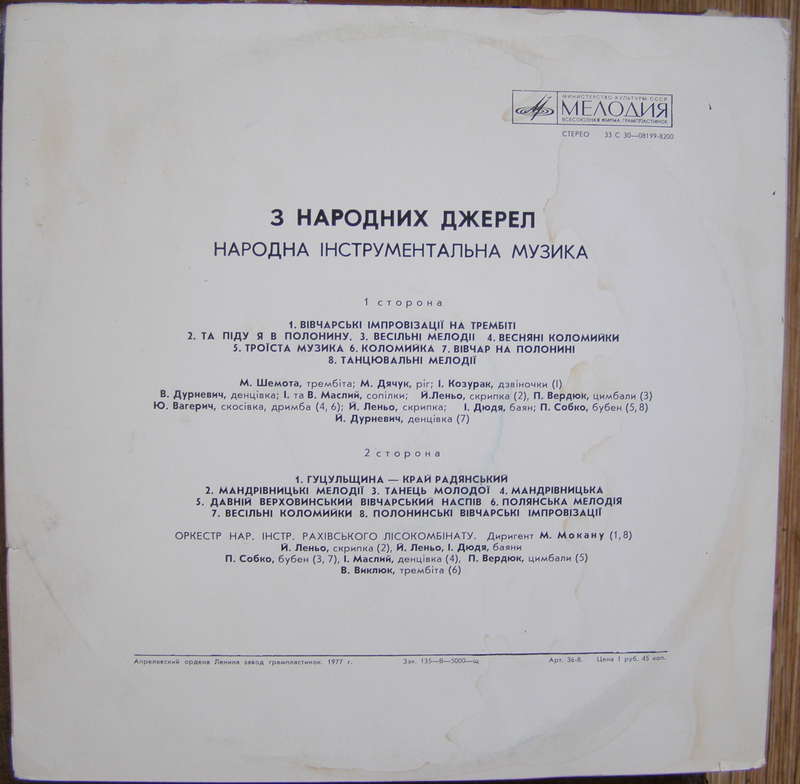 МИНИСТЕРСТВО КУЛЬТУРЫ СССР
МЕЛОДИЯ
ВСЕСОЮЗНАЯ ФИРМА ГРАМПЛАСТИНОК
СТЕРЕО 33 С 30—08199-8200
З НАРОДНИХ ДЖЕРЕЛ
НАРОДНА ІНСТРУМЕНТАЛЬНА МУЗИКА
1 сторона
1. ВІВЧАРСЬКІ ІМПРОВІЗАЦІЇ НА ТРЕМБІТІ
2. ТА ПІДУ Я В ПОЛОНИНУ. 3. ВЕСІЛЬНІ МЕЛОДІІ 4. ВЕСНЯНІ КОЛОМИЙКИ
5. ТРОЇСТА МУЗИКА 6. КОЛОМИЙКА 7. ВІВЧАР НА ПОЛОНИНІ
8. ТАНЦЮВАЛЬНІ МЕЛОДІЇ
М. Шемота, трембіта; М. Дячук, ріг; І. Козурак, дзвіночки (І)
В. Дурневич, денцівка; І. та В. Маслий, сопілки; Й.Леньо, скрипка (2), П. Вердюк, цимбали (3)
Ю. Вагерич, скосівка, дримба (4, 6); Й. Леньо, скрипка; І. Дюдя, баян; П. Собко, бубен (5,8)
Й. Дурневич, денцівка (7)
2 сторона
1. ГУЦУЛЬЩИНА — КРАЙ РАДЯНСЬКИЙ
2. МАНДРІВНИЦЬКІ МЕЛОДІЇ 3. ТАНЕЦЬ МОЛОДОЇ 4. МАНДРІВНИЦЬКА
5. ДАВНІЙ ВЕРХОВИНСЬКИЙ ВІВЧАРСЬКИЙ НАСПІВ 6. ПОЛЯНСЬКА МЕЛОДІЯ
7. ВЕСІЛЬНІ КОЛОМИЙКИ 8. ПОЛОНИНСЬКІ ВІВЧАРСЬКІ ІМПРОВІЗАЦІЇ
ОРКЕСТР НАР. ІНСТР. РАХІВСЬКОГО ЛІСОКОМБІНАТУ. Диригент М. Мокану (1,8)
Й. Леньо, скрипка (2), Й. Леньо, І. Дюдя, баяни
П. Собко, бубен (3, 7), І. Маслий, денцівка (4), П. Вердюк, цимбали (5)
В. Виклюк, трембіта (6)
Апрелевский ордена Ленина завод грампластинок. 1977 г. Зак. 135—В—5000—щ Арт. 36-8. Цена 1 руб. 45 коп.